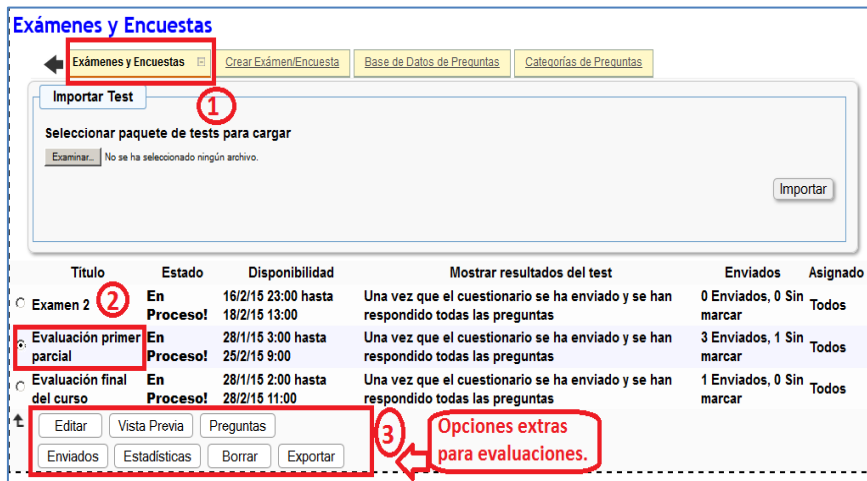 Exámenes y Encuestas
Exámenes y Encuestas
Crear Exámen/Encuesta
Base de Datos de Preguntas
Categorías de Preguntas
1
Importar Test
Seleccionar paquete de tests para cargar
Examinar... No se ha seleccionado ningún archivo.
Importar
Título Estado Disponibilidad Mostrar resultados del test Enviados Asignado
Examen 2 2 En Proceso! 16/2/15 23:00 hasta 18/2/15 13:00 Una vez que el cuestionario se ha enviado y se han respondido todas las preguntas 0 Enviados, 0 Sin marcar Todos
Evaluación primer parcial En Proceso! 28/1/15 3:00 hasta 25/2/15 9:00 Una vez que el cuestionario se ha enviado y se han respondido todas las preguntas 3 Enviados, 1 Sin marcar Todos
Evaluación final del curso En Proceso! 28/1/15 2:00 hasta 28/2/15 11:00 Una vez que el cuestionario se ha enviado y se han respondido todas las preguntas 1 Enviados, 0 Sin marcar Todos
Editar Vista Previa Preguntas
Enviados Estadísticas Borrar Exportar
3
Opciones extras
para evaluaciones.